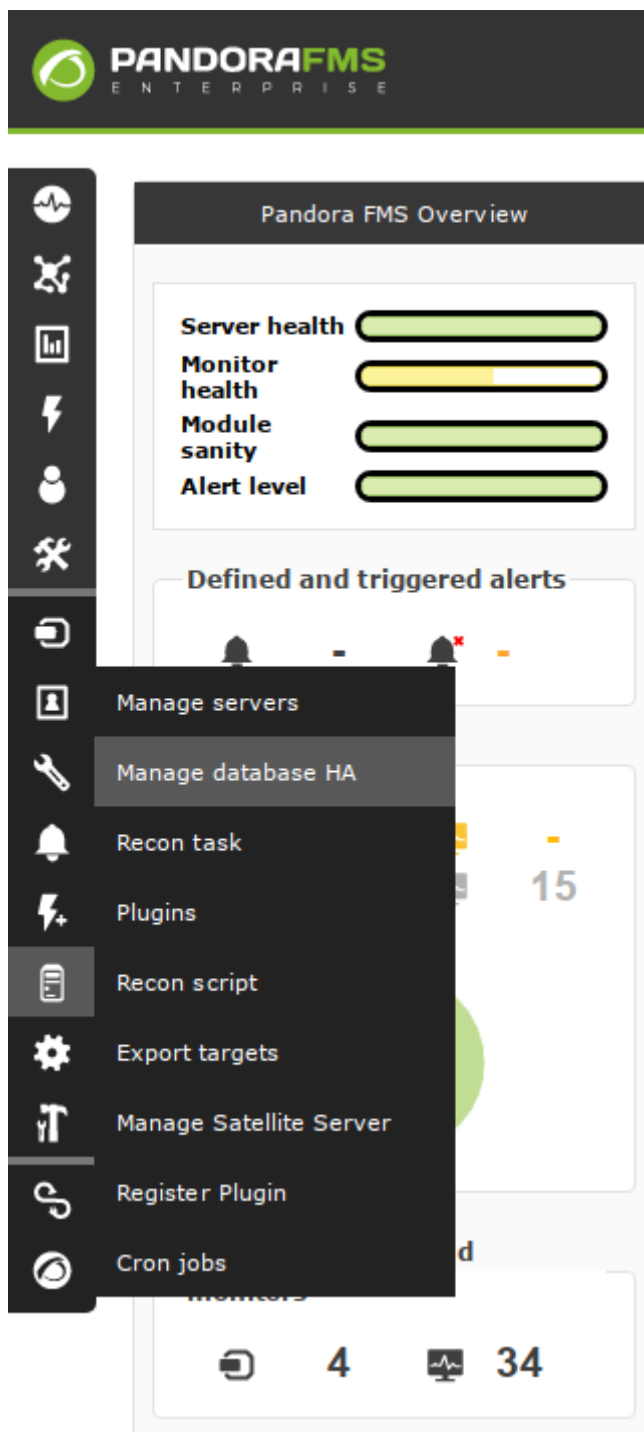 PANDORAFMS
ENTERPRISE
Pandora FMS Overview
Server health
Monitor
health
Module
sanity
Alert level
Defined and triggered alerts
- -
Manage servers
Manage database HA
-
Recon task
15
Plugins
Recon script
Export targets
Manage Satellite Server
Register Plugin
d
Cron jobs
4 34